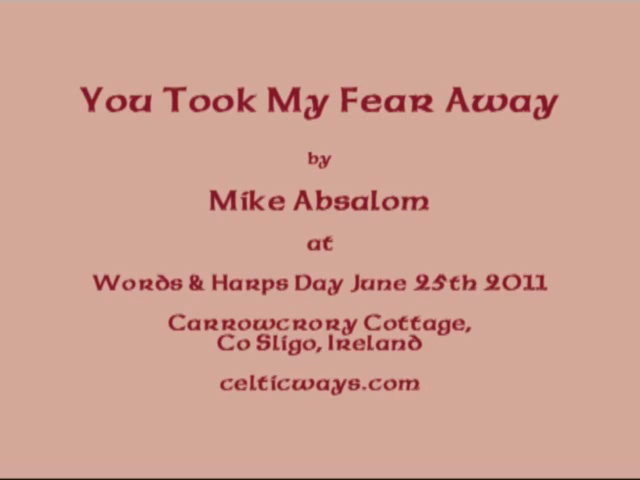 You Took My Fear Away
by
Mike Absalom
at
Words & Harps Day June 25th 2011
Carrowcrory Cottage,
Co Sligo, Ireland
celticways.com